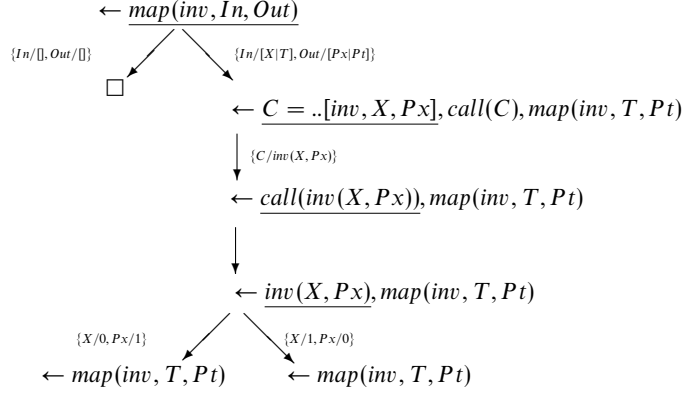 ← map(inv, In, Out)
{In/[], Out/[]} {In/[X|T], Out/[Px|Pt]}
□
← C = ..[inv, X, Px], call(C), map(inv, T, Pt)
{C/inv(X, Px)}
← call(inv(X, Px)), map(inv, T, Pt)
← inv(X, Px), map(inv, T, Pt)
{X/0, Px/1} {X/1, Px/0}
← map(inv, T, Pt) ← map(inv, T, Pt)